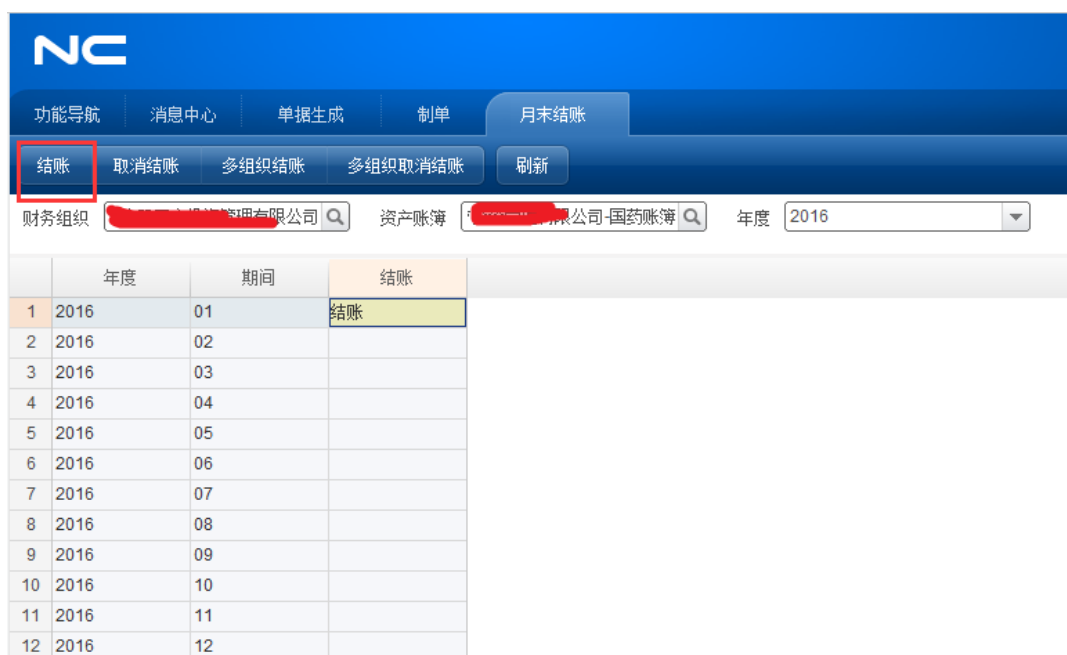 NC
功能导航 消息中心 单据生成 制单 月末结账
结账 取消结账 多组织结账 多组织取消结账 刷新
财务组织 管理有限公司 资产账簿 限公司-国药账簿 年度 2016
年度 期间 结账
1 2016 01 结账
2 2016 02
3 2016 03
4 2016 04
5 2016 05
6 2016 06
7 2016 07
8 2016 08
9 2016 09
10 2016 10
11 2016 11
12 2016 12